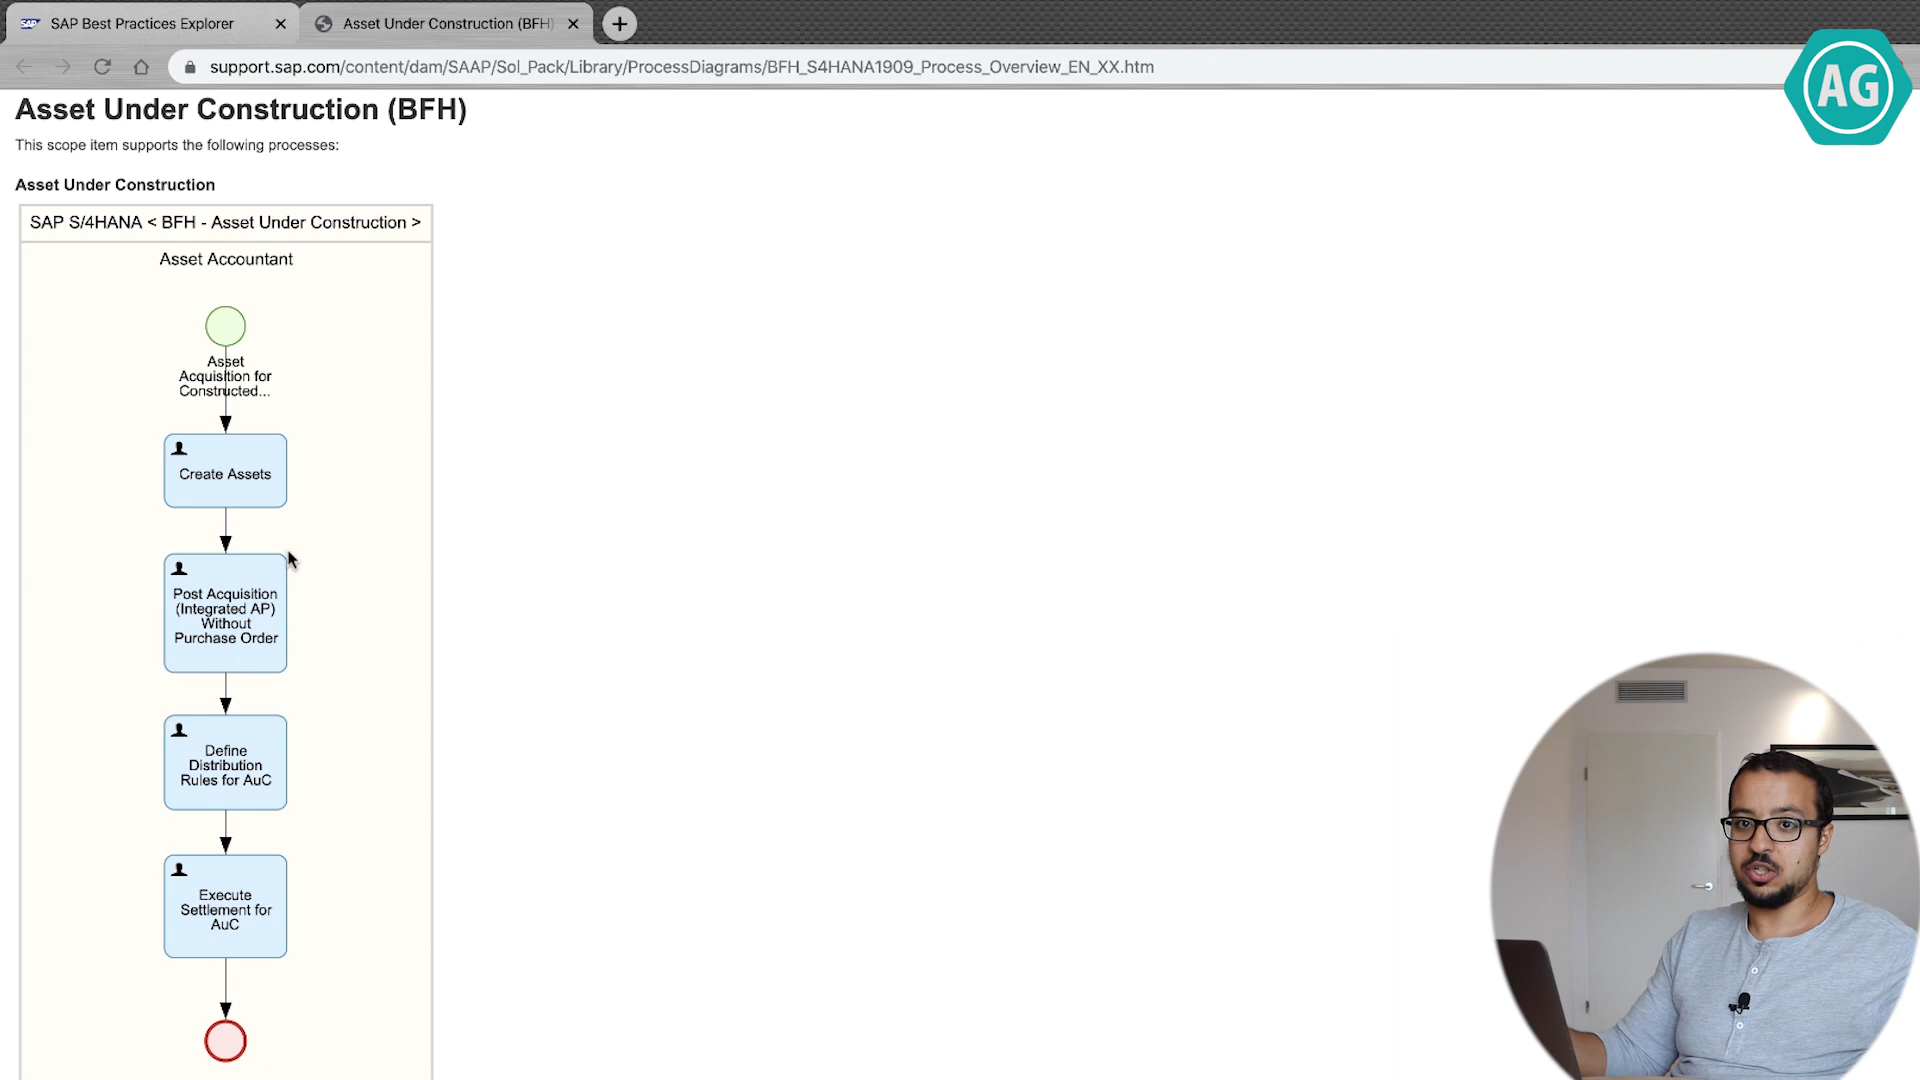 SAP Best Practices Explorer
Asset Under Construction (BFH)
support.sap.com/content/dam/SAAP/Sol_Pack/Library/ProcessDiagrams/BFH_S4HANA1909_Process_Overview_EN_XX.htm
AG
Asset Under Construction (BFH)
This scope item supports the following processes:
Asset Under Construction
SAP S/4HANA < BFH - Asset Under Construction >
Asset Accountant
Asset
Acquisition for
Constructed...
Create Assets
Post Acquisition
(Integrated AP)
Without
Purchase Order
Define
Distribution
Rules for AuC
Execute
Settlement for
AuC